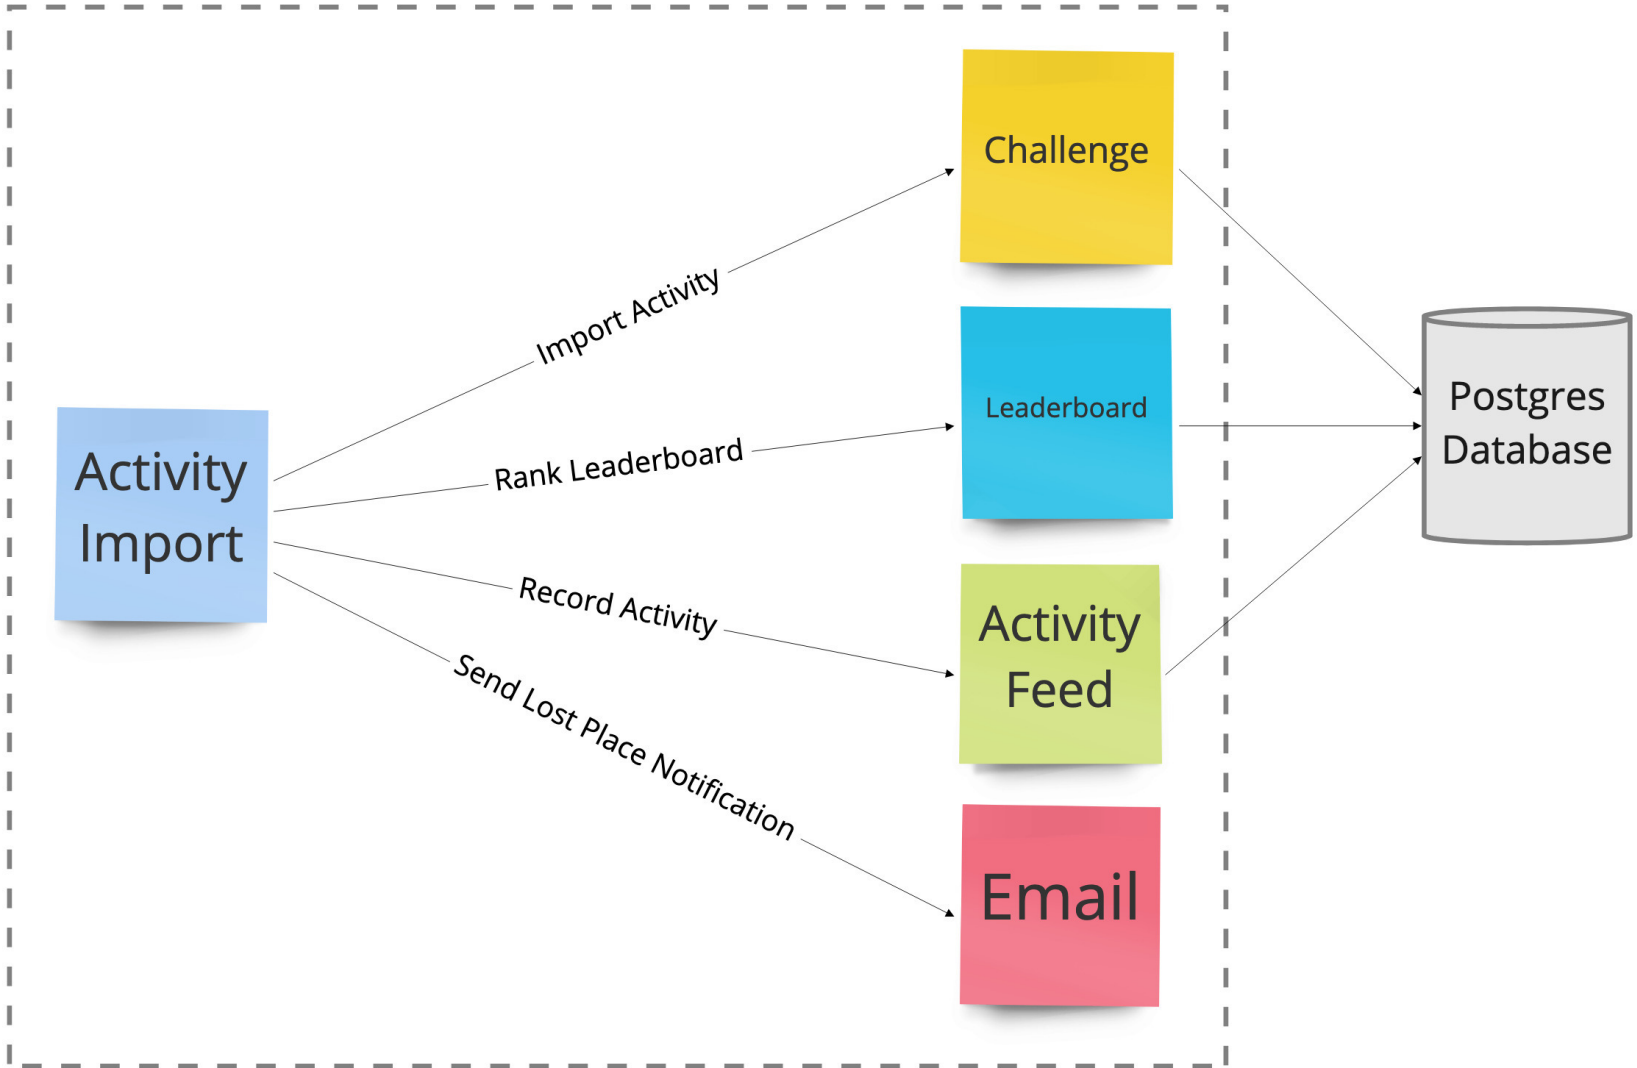 Challenge
Import Activity
Leaderboard
Postgres
Database
Activity
Import
Rank Leaderboard
Record Activity
Activity
Feed
Send Lost Place Notification
Email